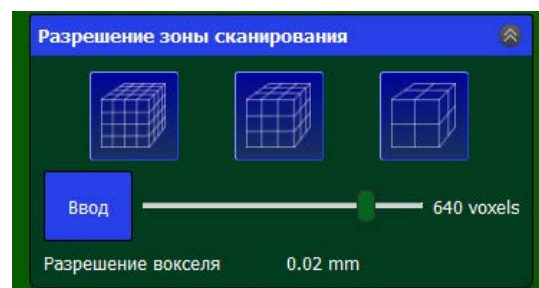 Разрешение зоны сканирования
Ввод
640 voxels
Разрешение вокселя 0.02 mm